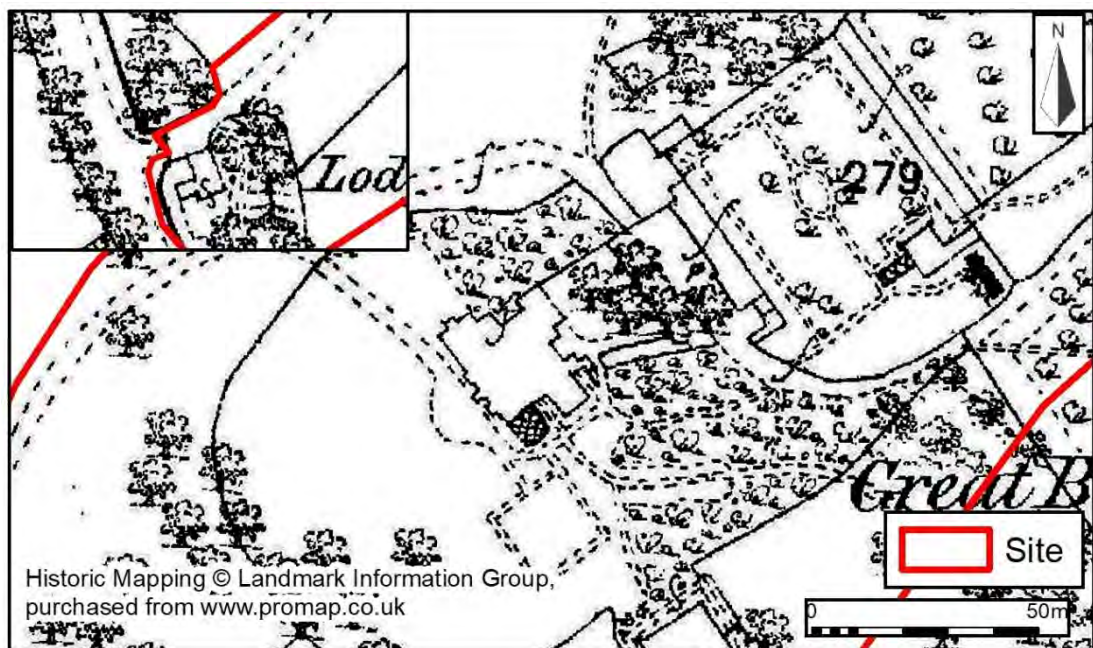 N
Lod
279
Great B
Site
Historic Mapping © Landmark Information Group,
purchased from www.promap.co.uk
0 50m